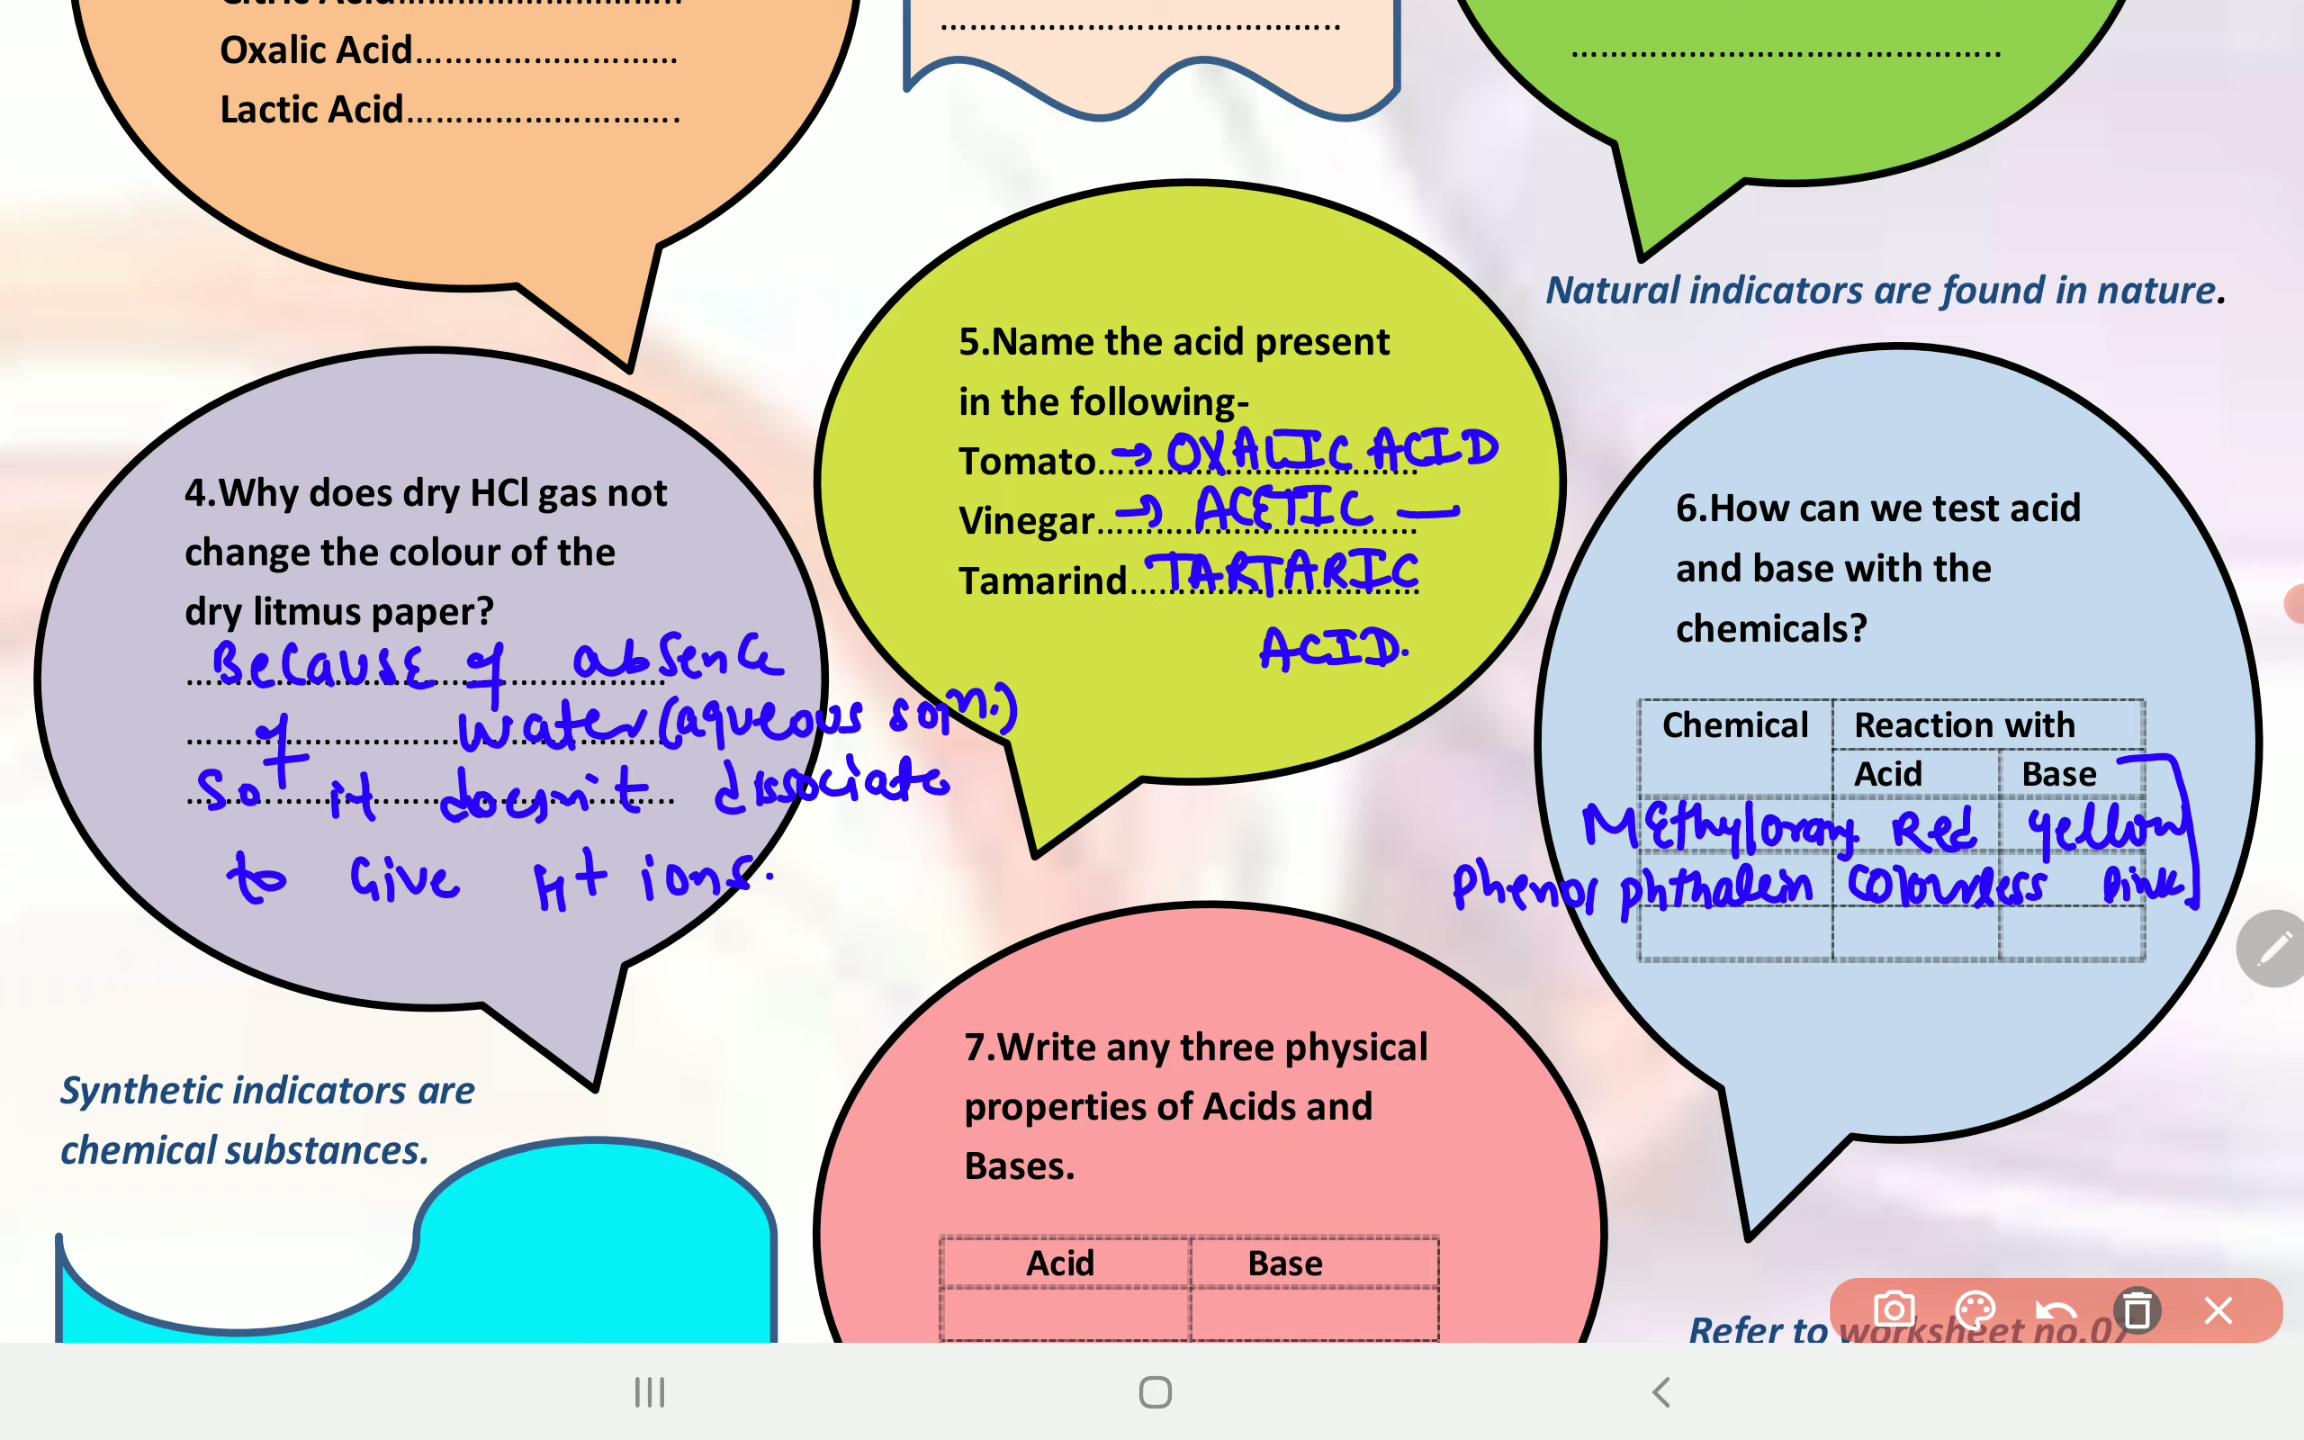 Citric Acid..........................
Oxalic Acid...........................
Lactic Acid............................
Natural indicators are found in nature.
4.Why does dry HCl gas not
change the colour of the
dry litmus paper?
Because of absence
of water (aqueous soln.)
So it doesn't dissociate
to Give H+ ions.
5.Name the acid present
in the following-
Tomato → OXALIC ACID
Vinegar → ACETIC —
Tamarind TARTARIC
ACID.
6.How can we test acid
and base with the
chemicals?
Chemical Reaction with
Acid Base
Methyl orang Red yellow
Phenolphthalein Colourless Pink
Synthetic indicators are
chemical substances.
7.Write any three physical
properties of Acids and
Bases.
Acid Base
Refer to worksheet no.07